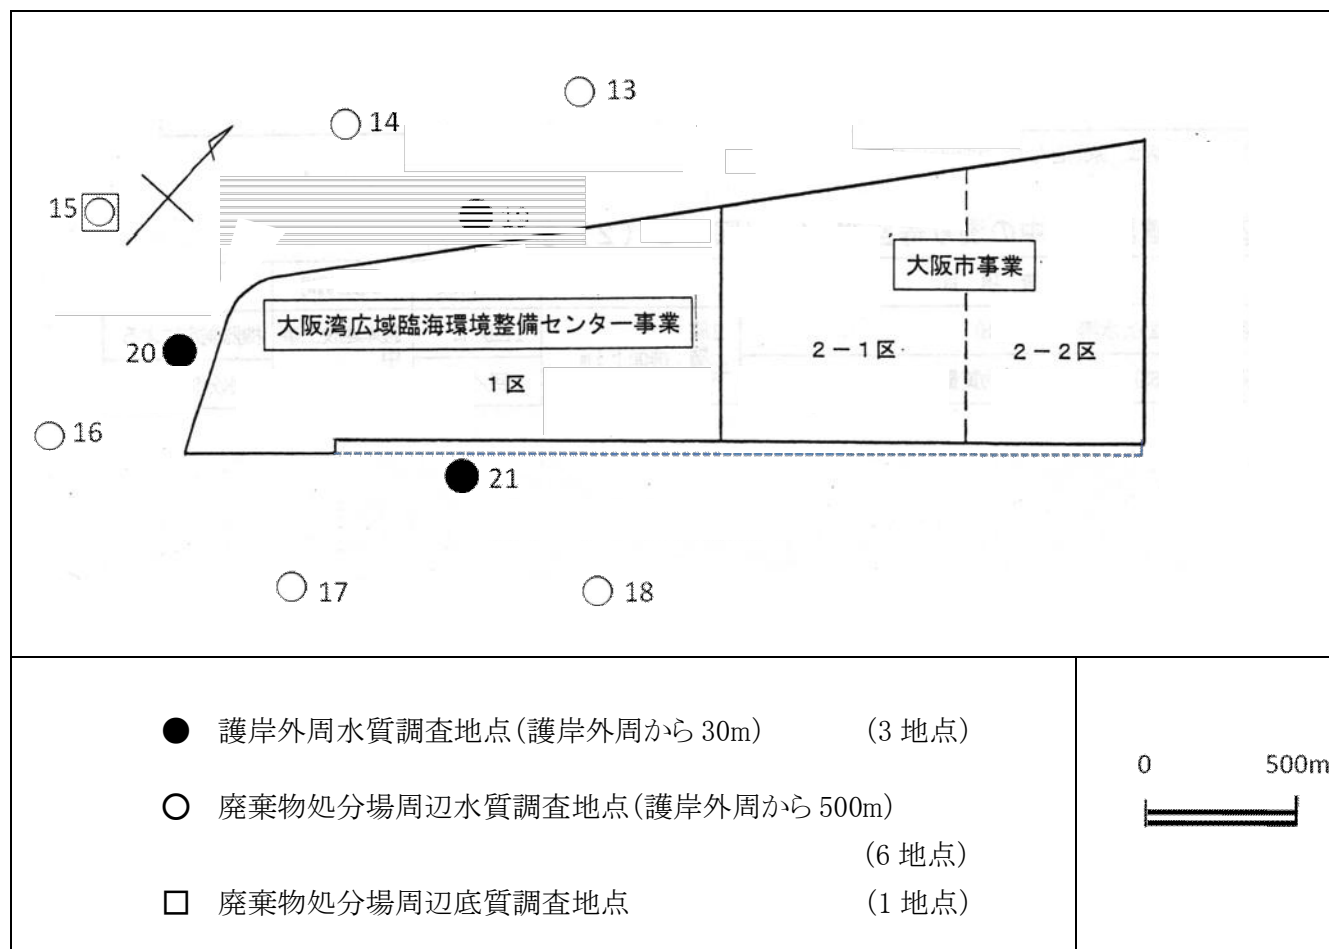 13
14
15
大阪市事業
大阪湾広域臨海環境整備センター事業
20
2－1区
2－2区
1区
16
21
17
18
● 護岸外周水質調査地点(護岸外周から 30m) (3 地点)
○ 廃棄物処分場周辺水質調査地点(護岸外周から 500m)
(6 地点)
□ 廃棄物処分場周辺底質調査地点 (1 地点)
0 500m